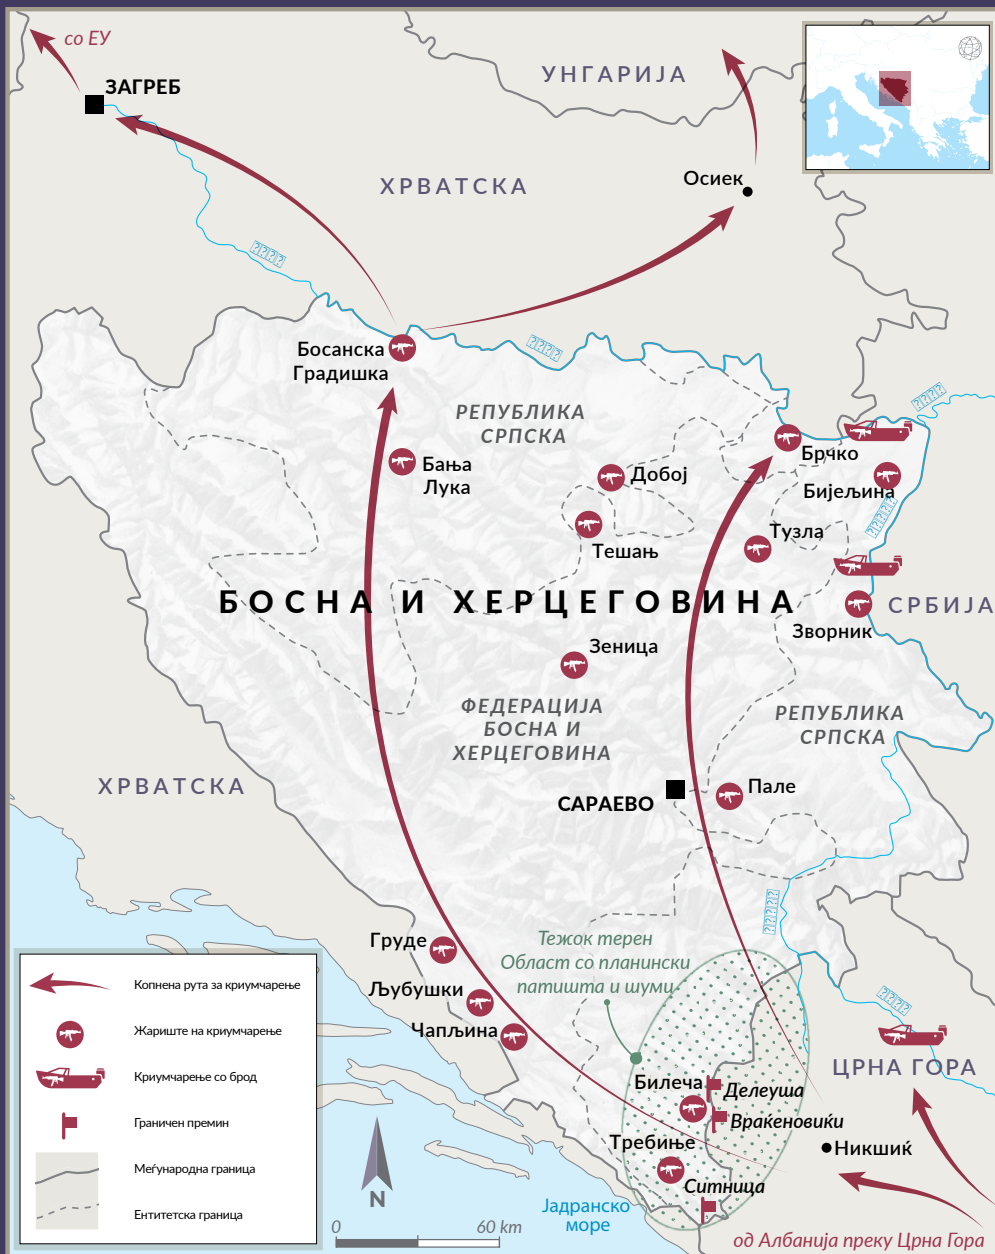 со ЕУ
ЗАГРЕБ
УНГАРИЈА
ХРВАТСКА
Осиек
Босанска
Градишка
РЕПУБЛИКА
СРПСКА
Бања
Лука
Добој
Брчко
Бијељина
Тешањ
Тузла
БОСНА И ХЕРЦЕГОВИНА
СРБИЈА
Зворник
Зеница
ФЕДЕРАЦИЈА
БОСНА И
ХЕРЦЕГОВИНА
РЕПУБЛИКА
СРПСКА
ХРВАТСКА
САРАЕВО
Пале
Груде
Љубушки
Чапљина
Тежок терен
Област со планински
патишта и шуми
ЦРНА ГОРА
Билеча
Делеуша
Враќеновиќи
Требиње
Никшиќ
Ситница
Јадранско
море
од Албанија преку Црна Гора
Копнена рута за криумчарење
Жариште на криумчарење
Криумчарење со брод
Граничен премин
Меѓународна граница
Ентитетска граница
N
0 60 km